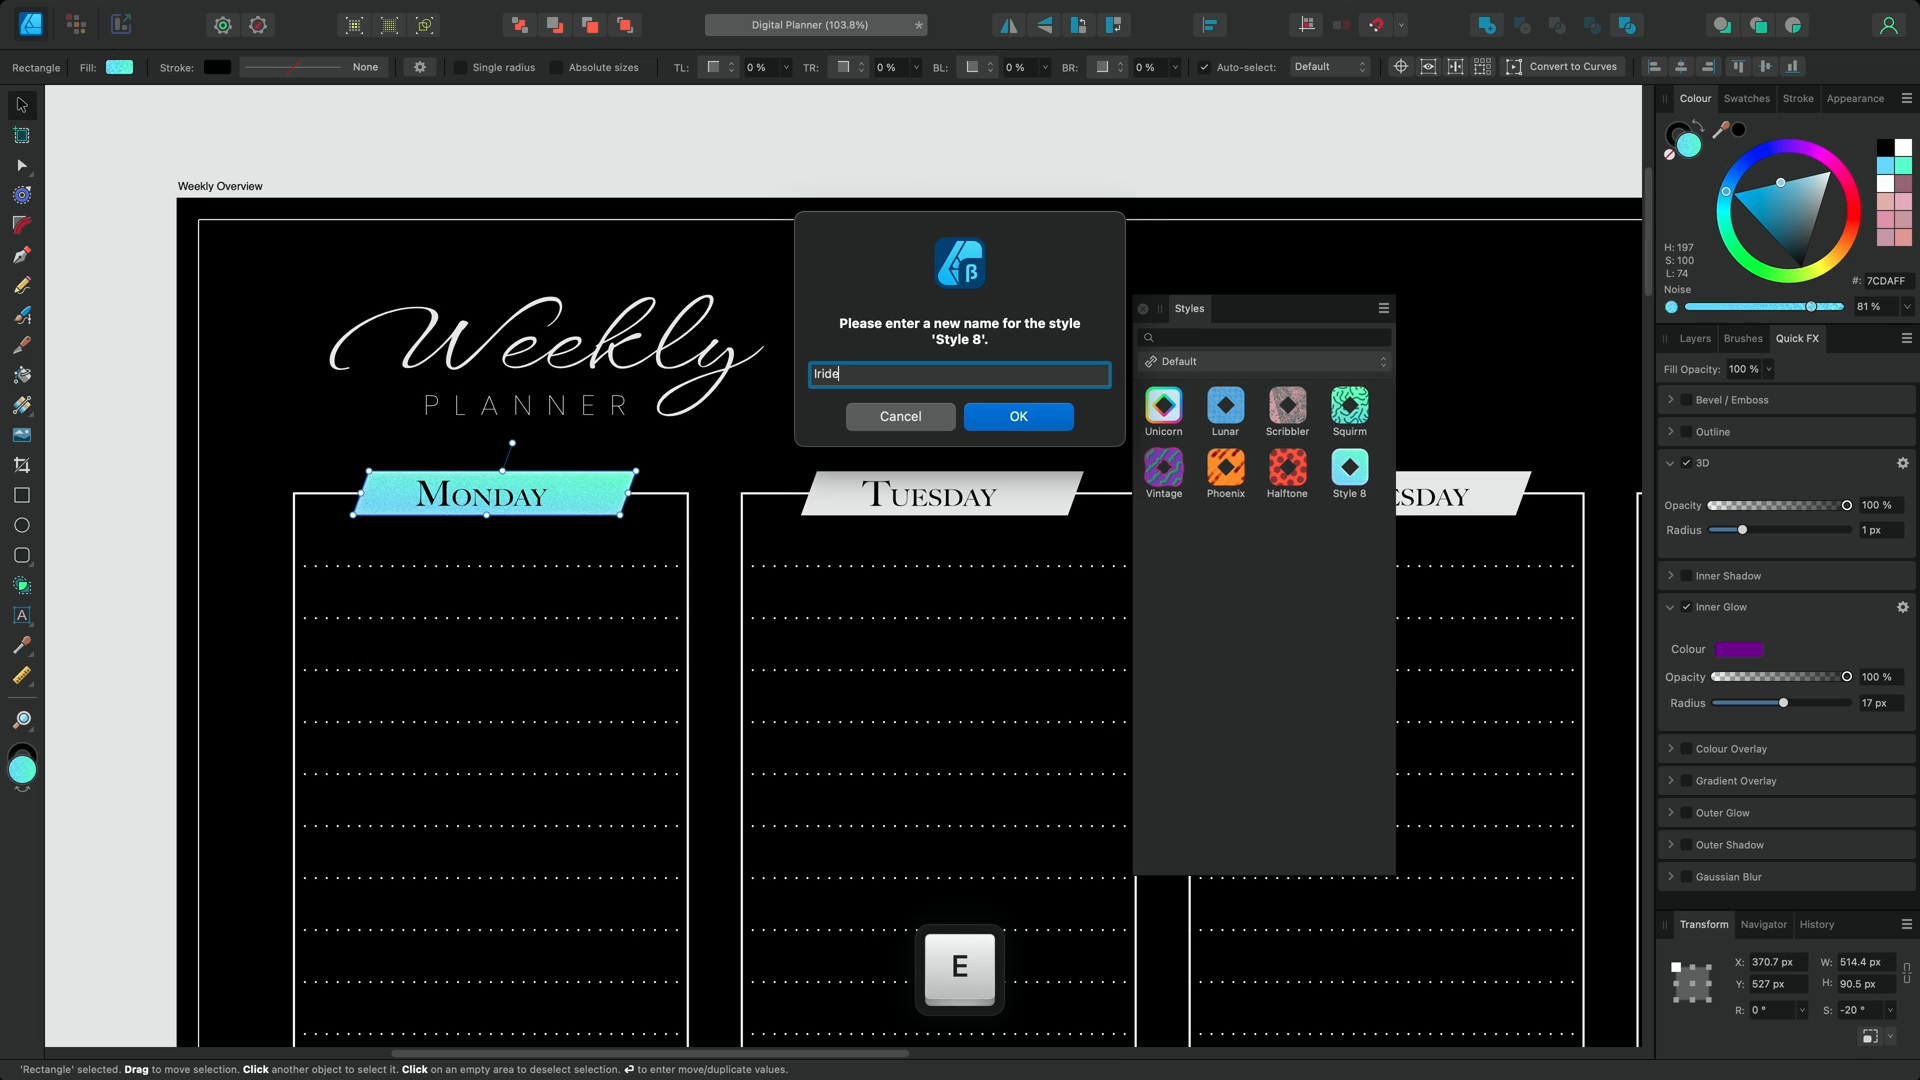 Digital Planner (103.8%)
*
Rectangle Fill: Stroke: None Single radius Absolute sizes TL: 0 % TR: 0 % BL: 0 % BR: 0 % Auto-select: Default Convert to Curves
Colour Swatches Stroke Appearance
H: 197
S: 100
L: 74
#: 7CDAFF
Noise
81 %
Layers Brushes Quick FX
Fill Opacity: 100 %
Bevel / Emboss
Outline
3D
Opacity 100 %
Radius 1 px
Inner Shadow
Inner Glow
Colour
Opacity 100 %
Radius 17 px
Colour Overlay
Gradient Overlay
Outer Glow
Outer Shadow
Gaussian Blur
Transform Navigator History
X: 370.7 px W: 514.4 px
Y: 527 px H: 90.5 px
R: 0 ° S: -20 °
Weekly Overview
Weekly
PLANNER
Monday
Tuesday
sday
β
Please enter a new name for the style
'Style 8'.
Iride
Cancel OK
Styles
Default
Unicorn Lunar Scribbler Squirm
Vintage Phoenix Halftone Style 8
E
A
'Rectangle' selected. Drag to move selection. Click another object to select it. Click on an empty area to deselect selection. ⏎ to enter move/duplicate values.